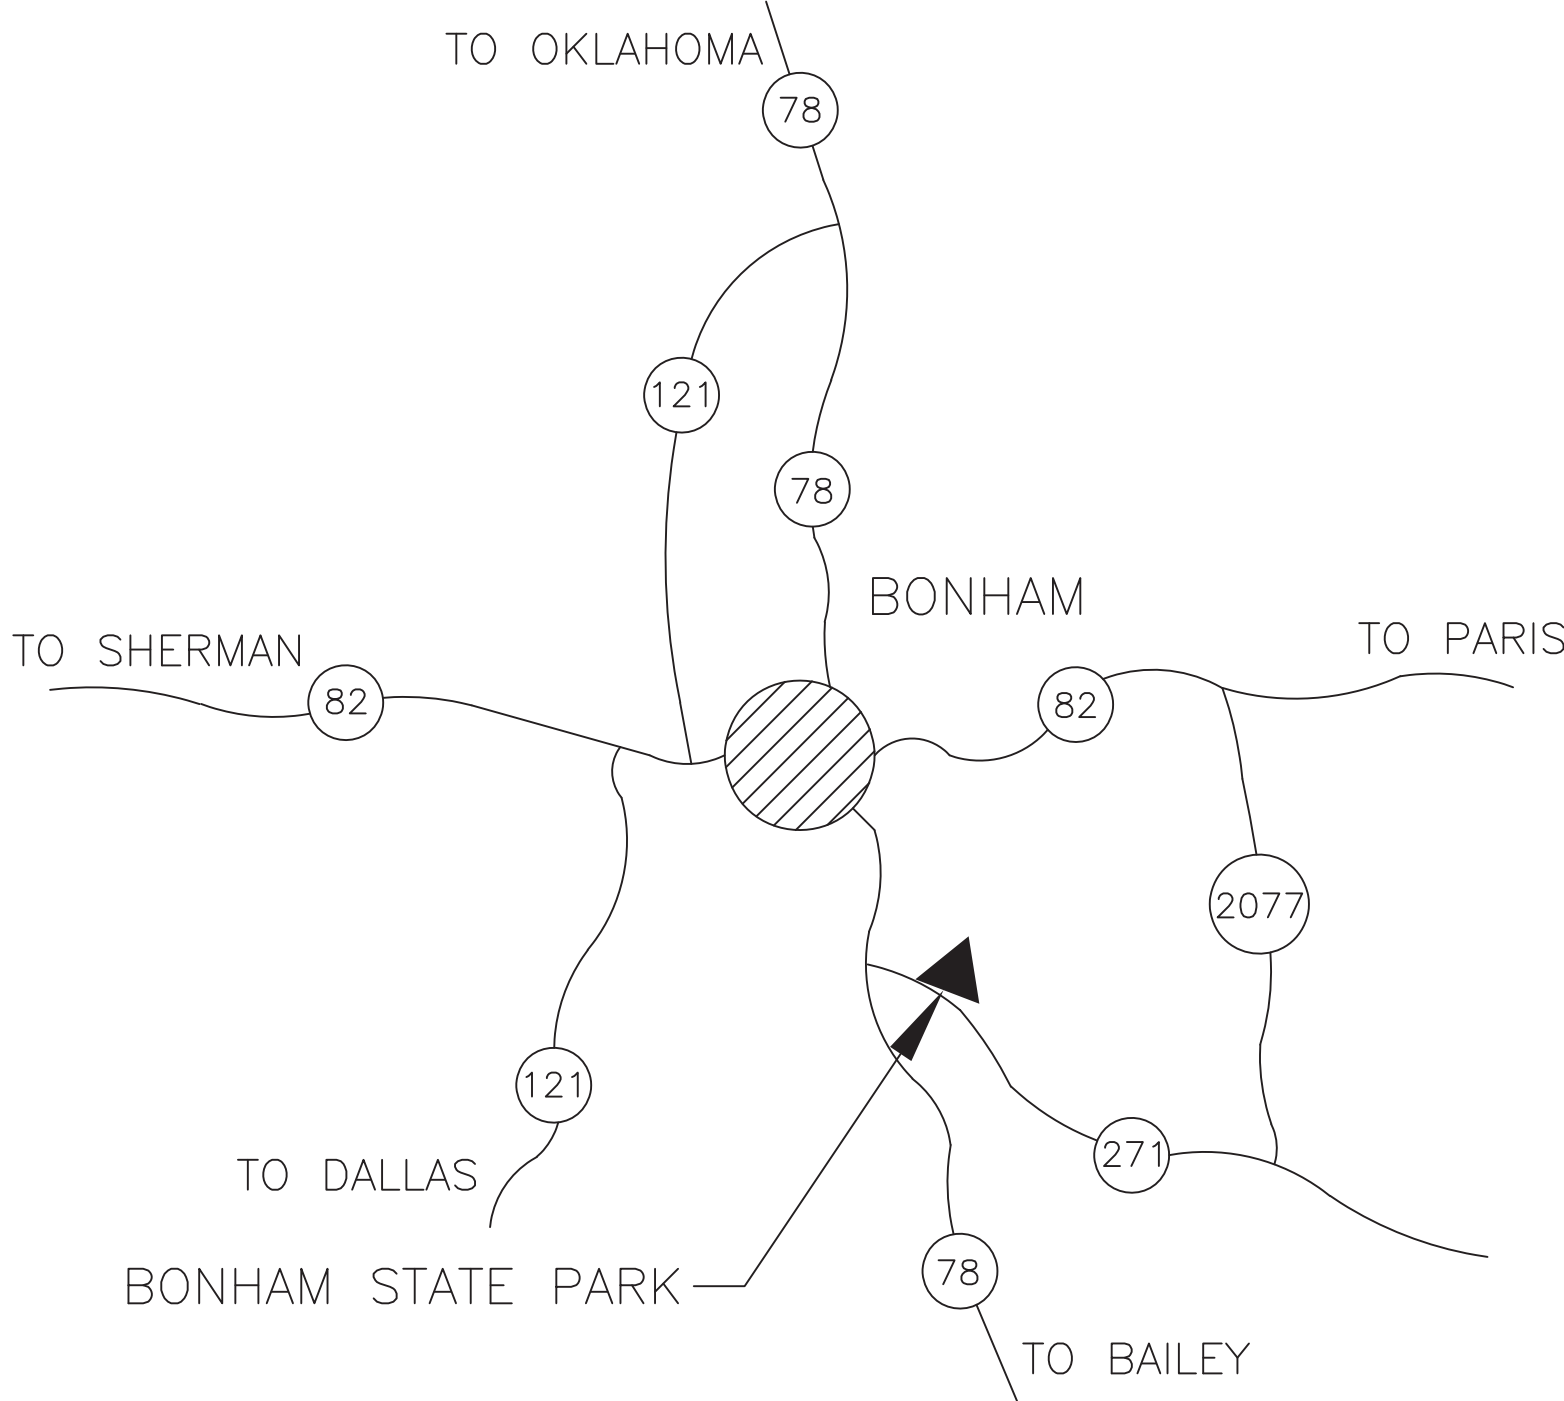 TO OKLAHOMA
78
121
78
BONHAM
TO SHERMAN
82
82
TO PARIS
2077
121
271
TO DALLAS
BONHAM STATE PARK
78
TO BAILEY